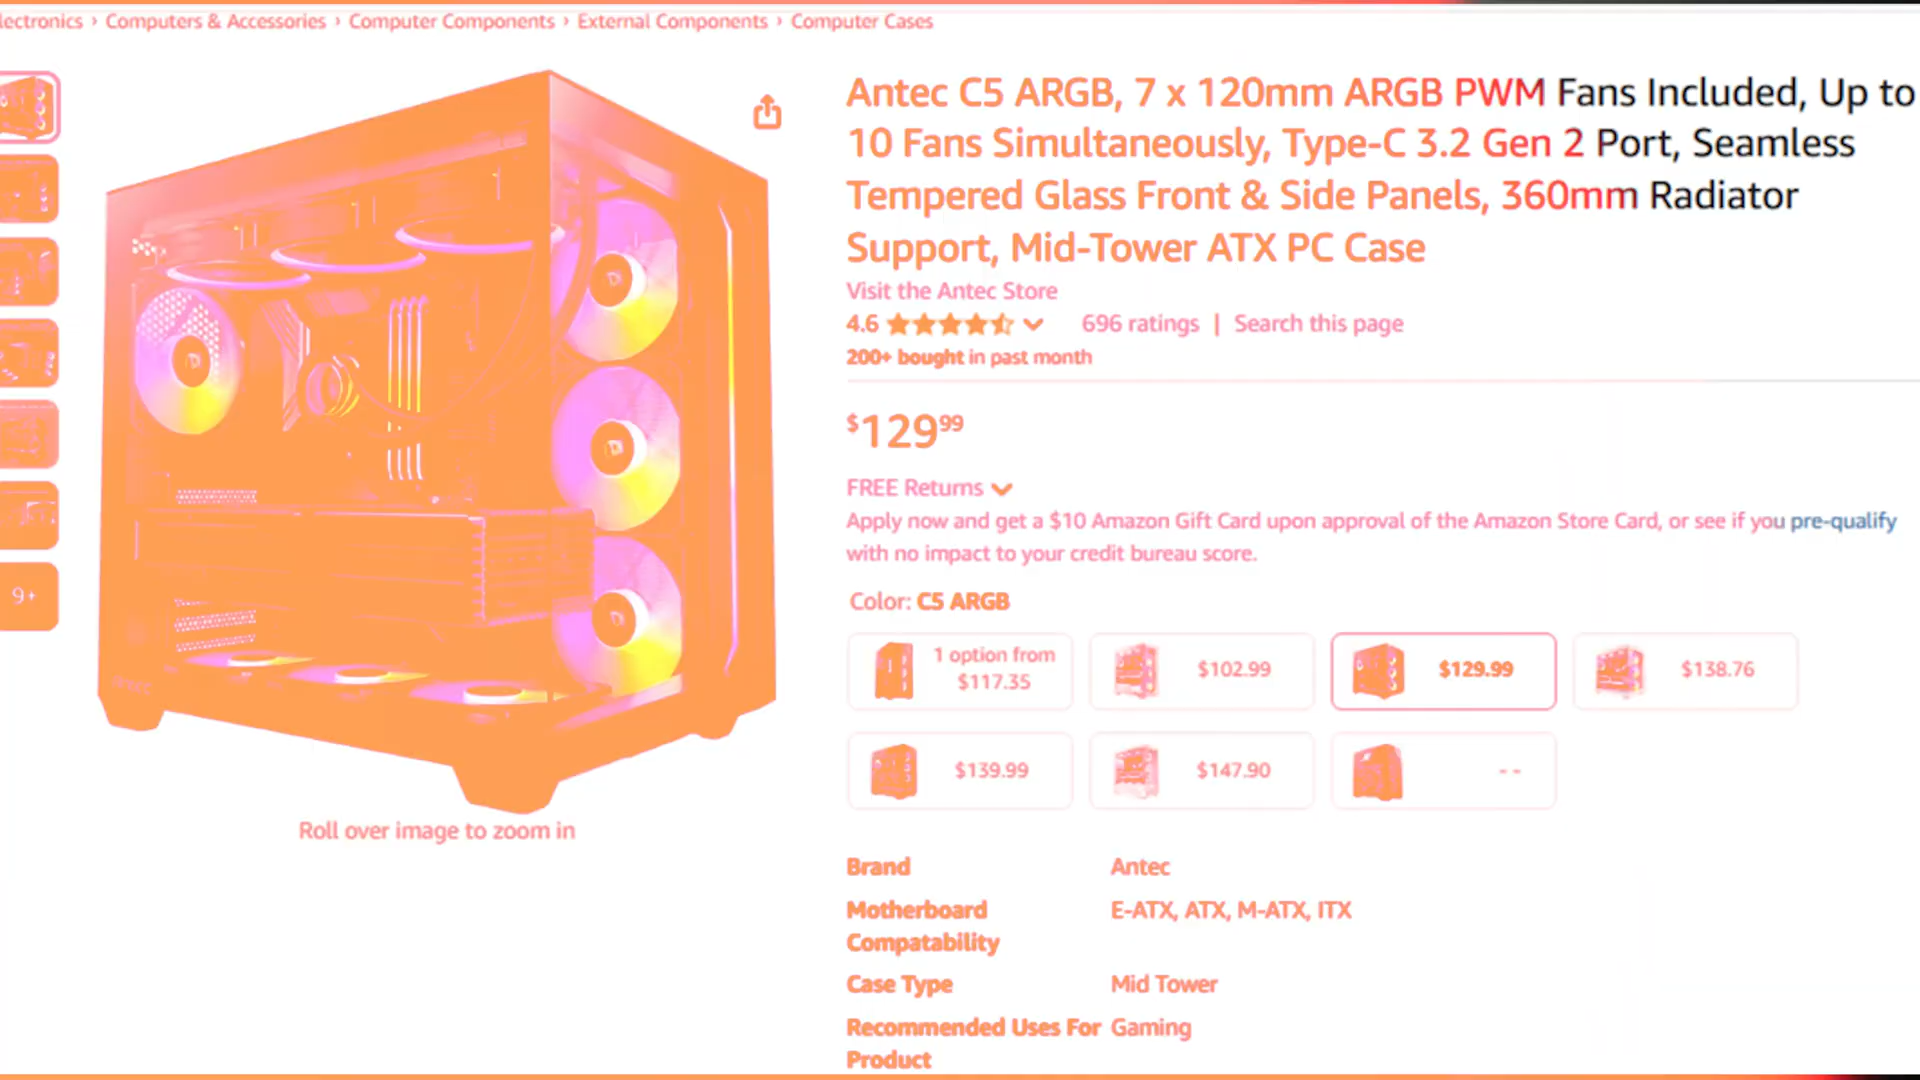 lectronics › Computers & Accessories › Computer Components › External Components › Computer Cases
Antec C5 ARGB, 7 x 120mm ARGB PWM Fans Included, Up to
10 Fans Simultaneously, Type-C 3.2 Gen 2 Port, Seamless
Tempered Glass Front & Side Panels, 360mm Radiator
Support, Mid-Tower ATX PC Case
Visit the Antec Store
4.6 696 ratings | Search this page
200+ bought in past month
$129.99
FREE Returns
Apply now and get a $10 Amazon Gift Card upon approval of the Amazon Store Card, or see if you pre-qualify
with no impact to your credit bureau score.
Color: C5 ARGB
1 option from
$117.35
$102.99
$129.99
$138.76
$139.99
$147.90
--
9+
Roll over image to zoom in
Brand Antec
Motherboard E-ATX, ATX, M-ATX, ITX
Compatability
Case Type Mid Tower
Recommended Uses For Gaming
Product